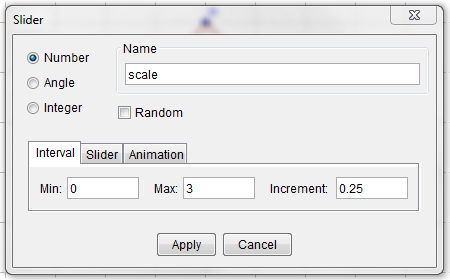 Slider
Number
Name
scale
Angle
Integer
Random
Interval Slider Animation
Min: 0 Max: 3 Increment: 0.25
Apply Cancel